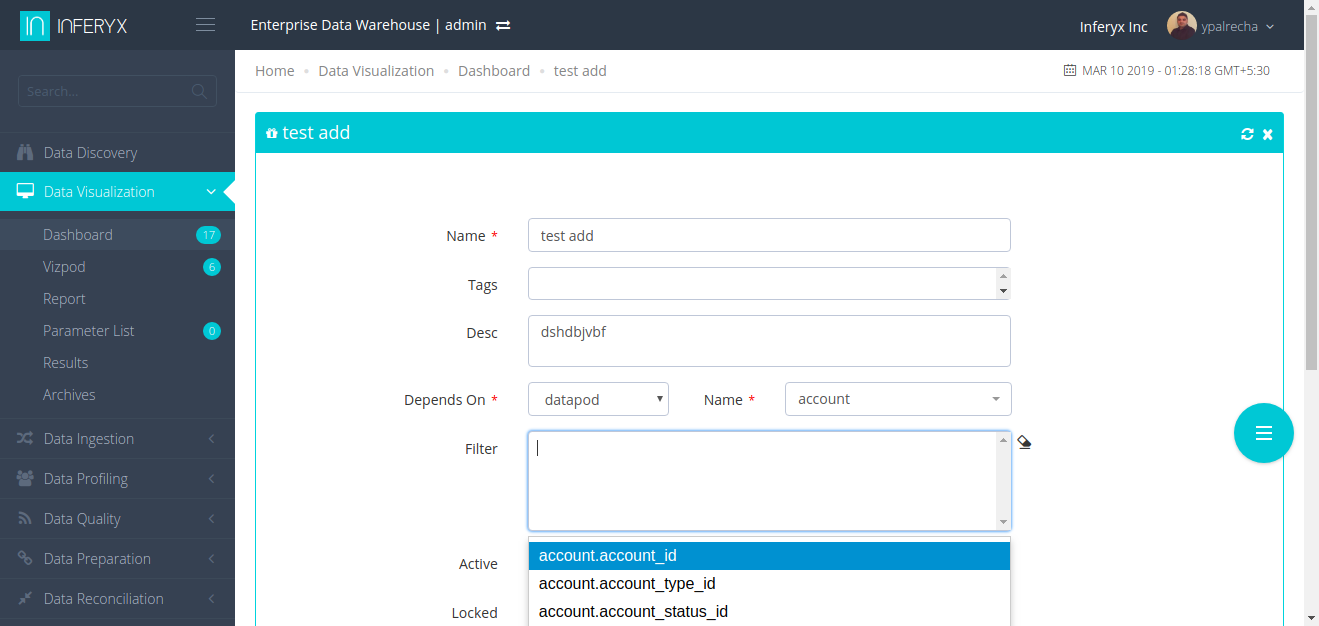 INFERYX
Enterprise Data Warehouse | admin
Inferyx Inc
ypalrecha
Search...
Data Discovery
Data Visualization
Dashboard 17
Vizpod 6
Report
Parameter List 0
Results
Archives
Data Ingestion
Data Profiling
Data Quality
Data Preparation
Data Reconciliation
Home Data Visualization Dashboard test add
MAR 10 2019 - 01:28:18 GMT+5:30
test add
Name * test add
Tags
Desc dshdbjvbf
Depends On * datapod Name * account
Filter
account.account_id
account.account_type_id
account.account_status_id
Active
Locked